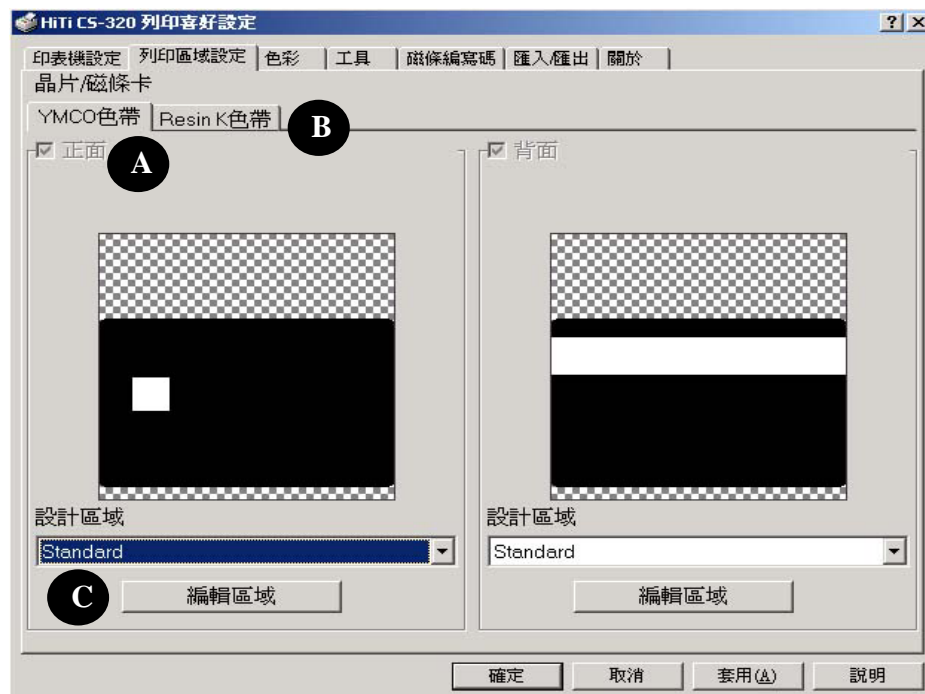 HiTi CS-320 列印喜好設定
印表機設定 列印區域設定 色彩 工具 磁條編寫碼 匯入/匯出 關於
晶片/磁條卡
YMCO色帶 Resin K色帶 B
正面 A 背面
設計區域 設計區域
Standard Standard
C 編輯區域 編輯區域
確定 取消 套用(A) 說明